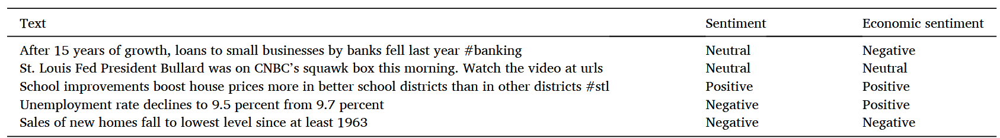 Text Sentiment Economic sentiment
After 15 years of growth, loans to small businesses by banks fell last year #banking Neutral Negative
St. Louis Fed President Bullard was on CNBC’s squawk box this morning. Watch the video at urls Neutral Neutral
School improvements boost house prices more in better school districts than in other districts #stl Positive Positive
Unemployment rate declines to 9.5 percent from 9.7 percent Negative Positive
Sales of new homes fall to lowest level since at least 1963 Negative Negative